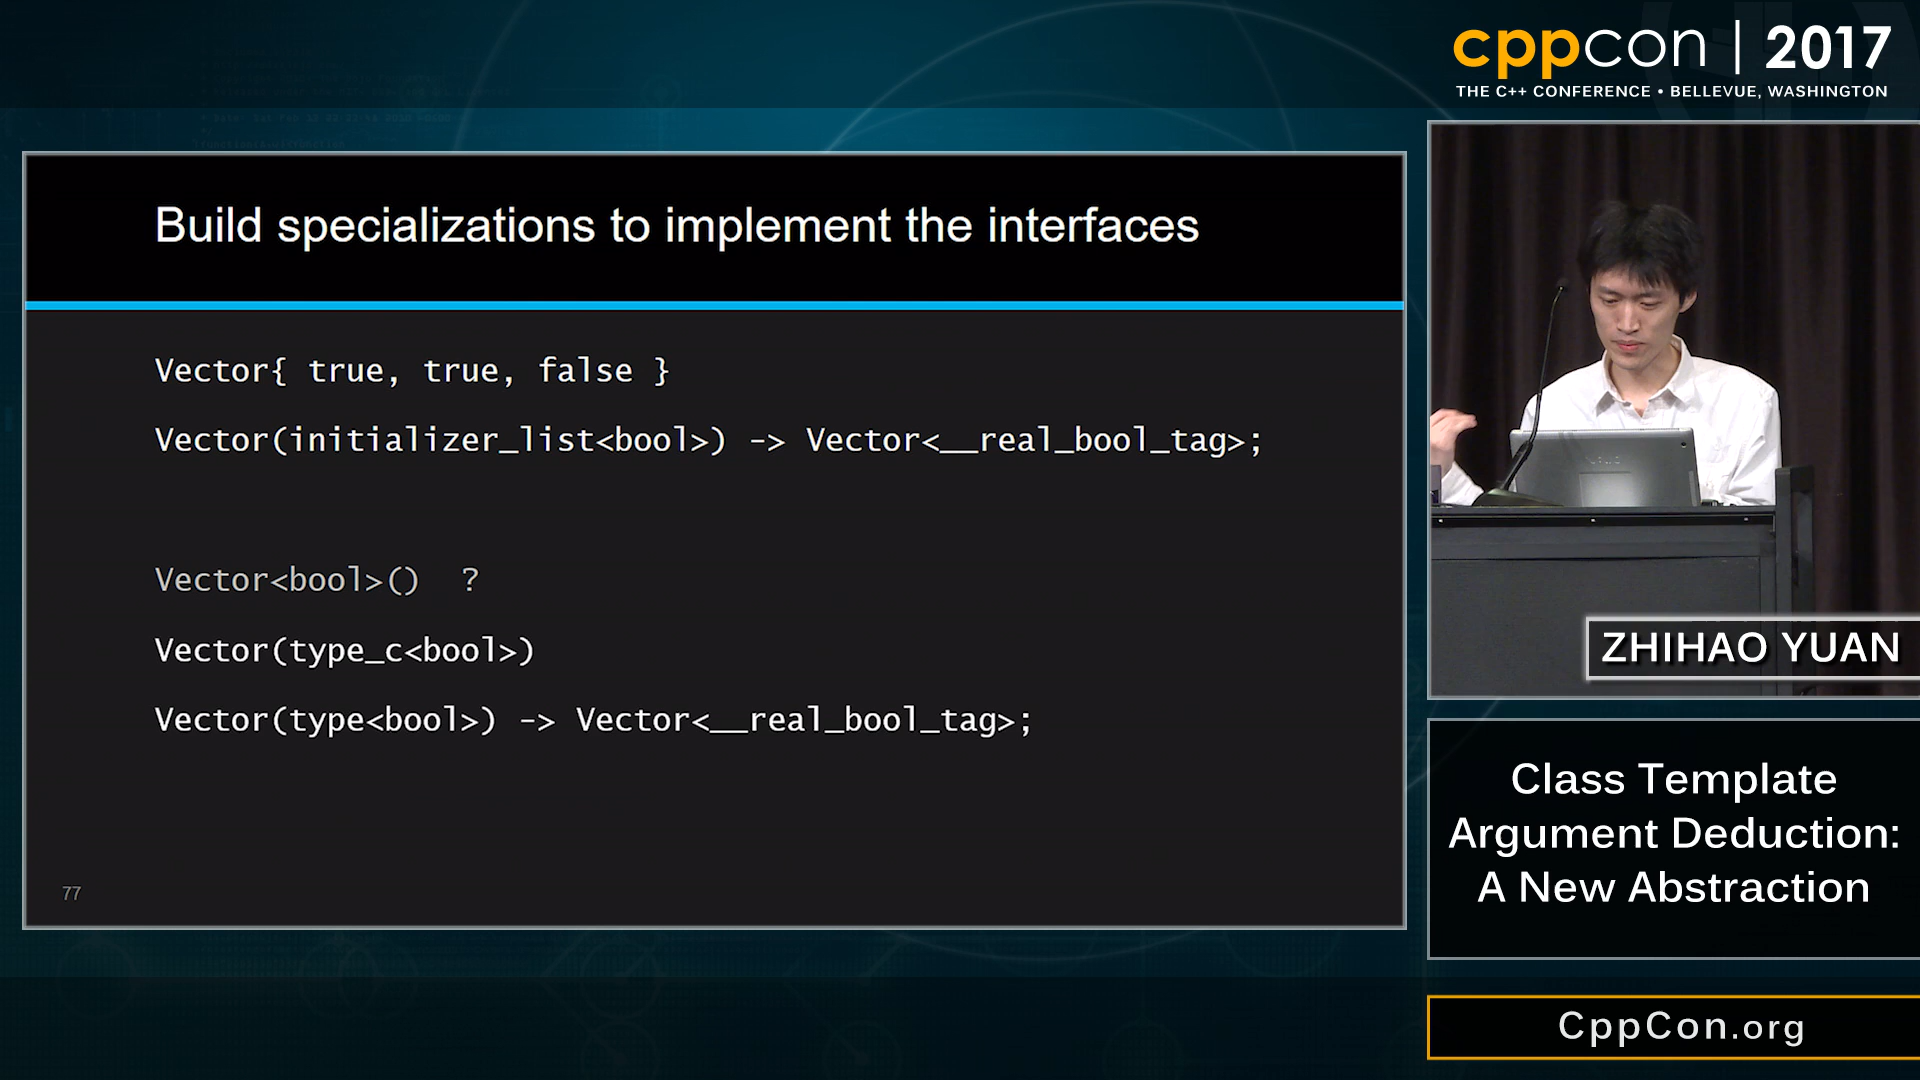 cppcon | 2017
THE C++ CONFERENCE • BELLEVUE, WASHINGTON
Build specializations to implement the interfaces
Vector{ true, true, false }
Vector(initializer_list<bool>) -> Vector<__real_bool_tag>;
Vector<bool>()  ?
Vector(type_c<bool>)
Vector(type<bool>) -> Vector<__real_bool_tag>;
77
ZHIHAO YUAN
Class Template
Argument Deduction:
A New Abstraction
CppCon.org